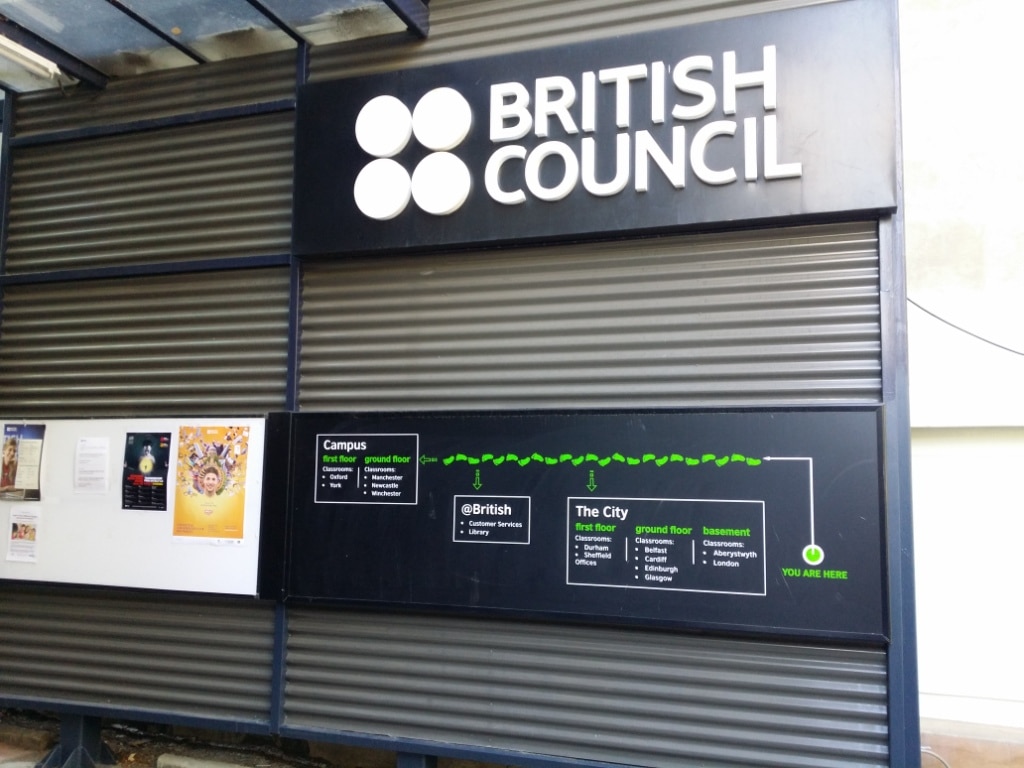 BRITISH
COUNCIL
Campus
first floor
Classrooms:
• Oxford
• York
ground floor
Classrooms:
• Manchester
• Newcastle
• Winchester
@British
• Customer Services
• Library
The City
first floor
Classrooms:
• Durham
• Sheffield
Offices
ground floor
Classrooms:
• Belfast
• Cardiff
• Edinburgh
• Glasgow
basement
Classrooms:
• Aberystwyth
• London
YOU ARE HERE